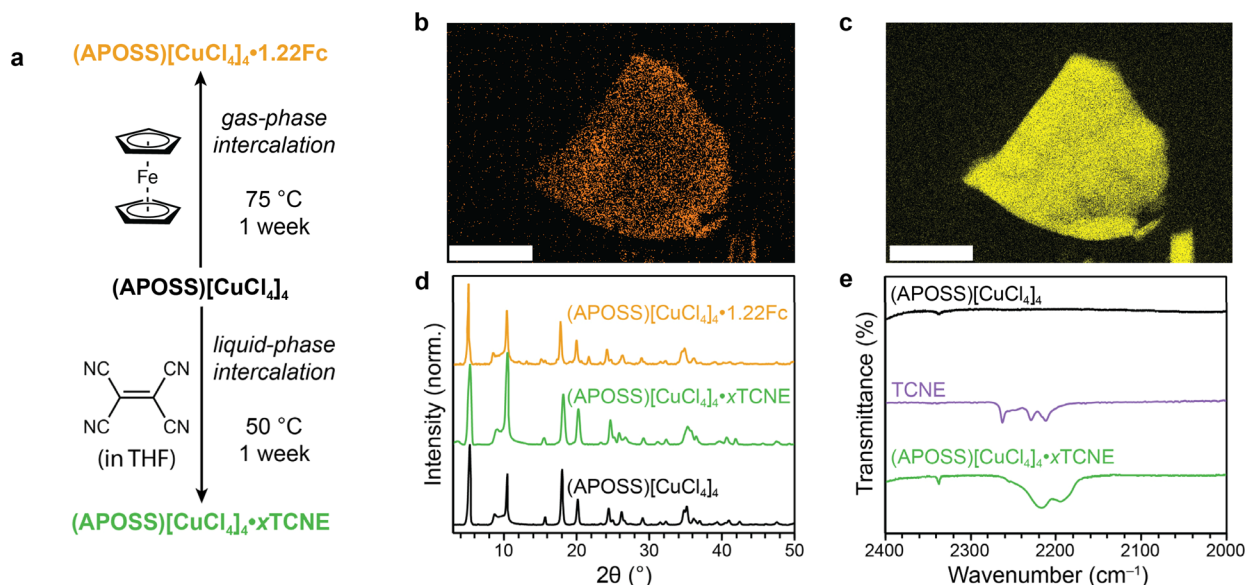 a
(APOSS)[CuCl₄]₄•1.22Fc
gas-phase
intercalation
Fe
75 °C
1 week
(APOSS)[CuCl₄]₄
liquid-phase
intercalation
NC
CN
NC
CN
50 °C
1 week
(in THF)
(APOSS)[CuCl₄]₄•xTCNE
b
c
d
(APOSS)[CuCl₄]₄•1.22Fc
(APOSS)[CuCl₄]₄•xTCNE
(APOSS)[CuCl₄]₄
Intensity (norm.)
10
20
30
40
50
2θ (°)
e
(APOSS)[CuCl₄]₄
TCNE
(APOSS)[CuCl₄]₄•xTCNE
Transmittance (%)
2400
2300
2200
2100
2000
Wavenumber (cm⁻¹)